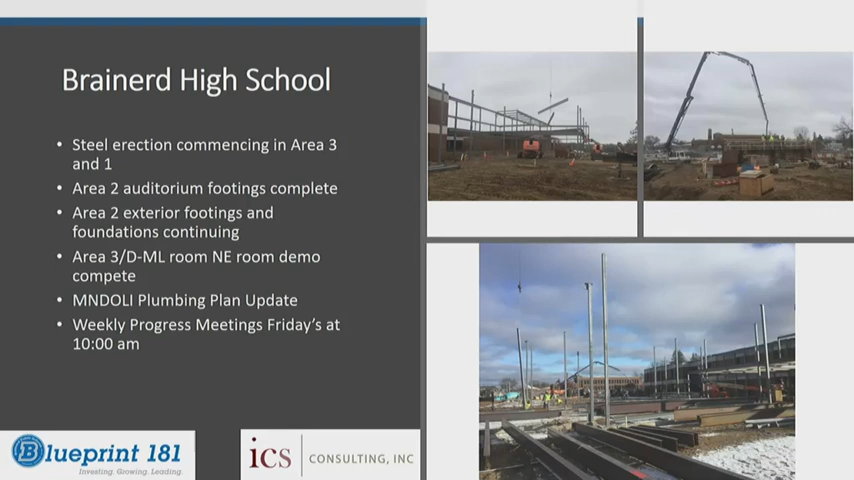 Brainerd High School
• Steel erection commencing in Area 3
and 1
• Area 2 auditorium footings complete
• Area 2 exterior footings and
foundations continuing
• Area 3/D-ML room NE room demo
compete
• MNDOLI Plumbing Plan Update
• Weekly Progress Meetings Friday's at
10:00 am
Blueprint 181
Investing. Growing. Leading.
ics CONSULTING, INC